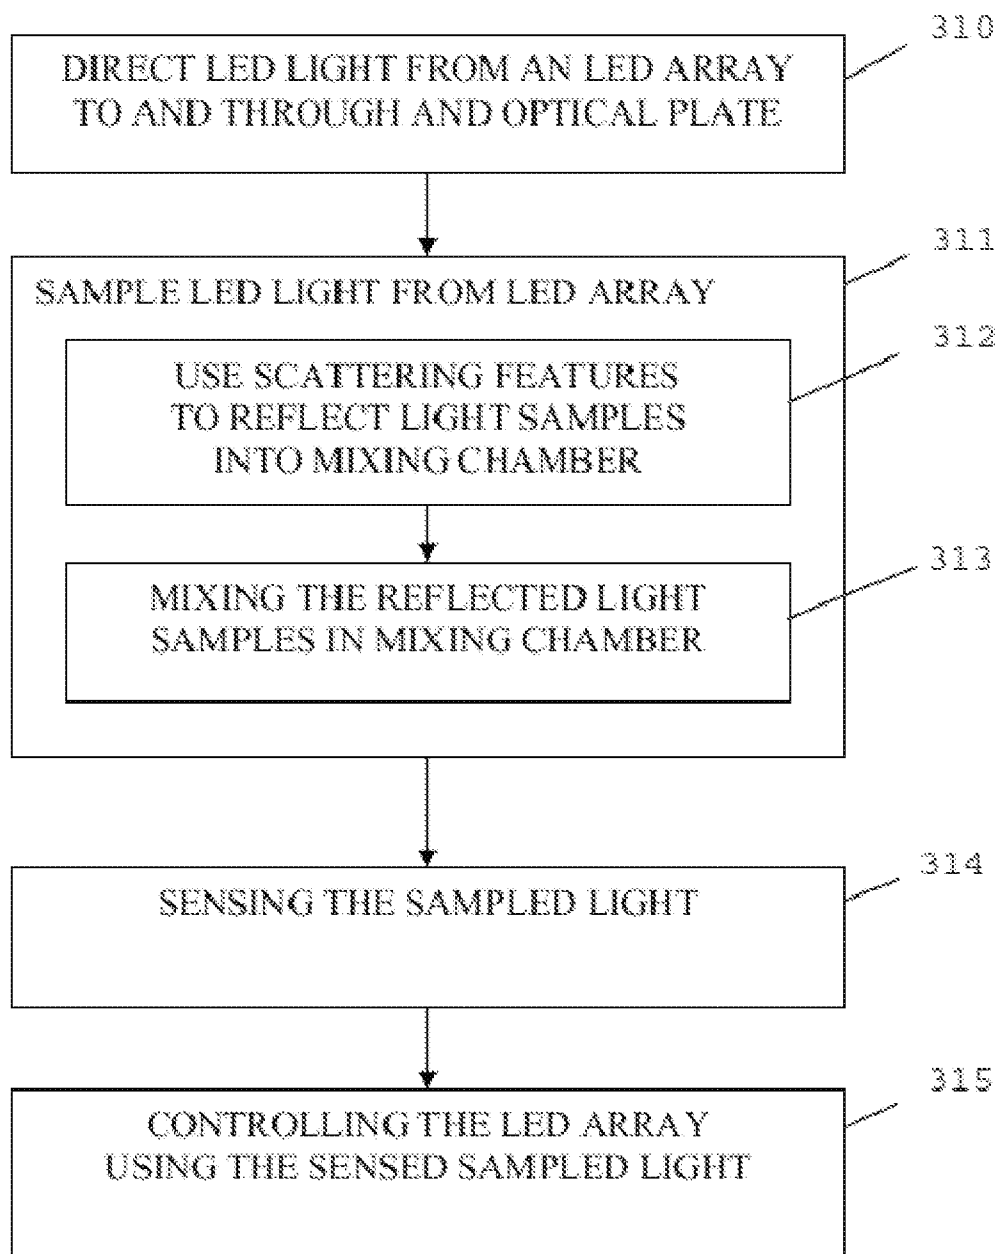 310
DIRECT LED LIGHT FROM AN LED ARRAY
TO AND THROUGH AND OPTICAL PLATE
311
SAMPLE LED LIGHT FROM LED ARRAY
312
USE SCATTERING FEATURES
TO REFLECT LIGHT SAMPLES
INTO MIXING CHAMBER
313
MIXING THE REFLECTED LIGHT
SAMPLES IN MIXING CHAMBER
314
SENSING THE SAMPLED LIGHT
315
CONTROLLING THE LED ARRAY
USING THE SENSED SAMPLED LIGHT